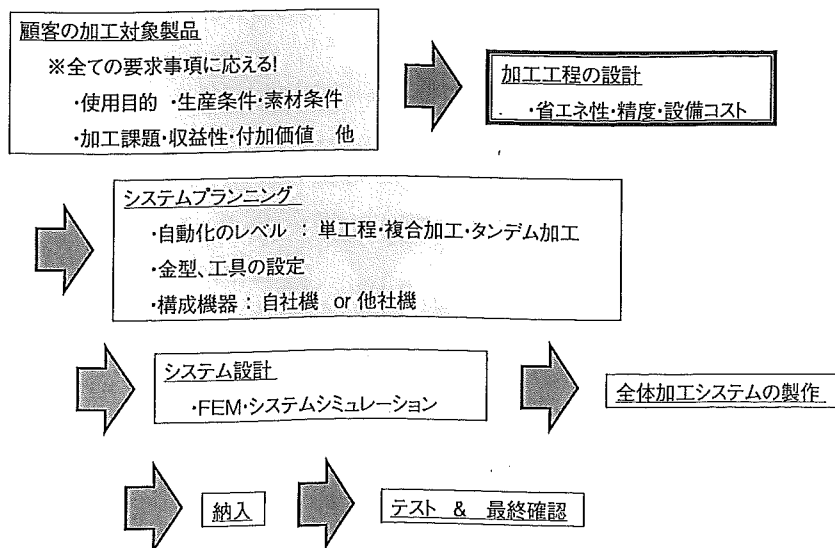 顧客の加工対象製品
※全ての要求事項に応える!
・使用目的 ・生産条件・素材条件
・加工課題・収益性・付加価値 他
加工工程の設計
・省エネ性・精度・設備コスト
システムプランニング
・自動化のレベル : 単工程・複合加工・タンデム加工
・金型、工具の設定
・構成機器 : 自社機 or 他社機
システム設計
・FEM・システムシミュレーション
全体加工システムの製作
納入
テスト & 最終確認